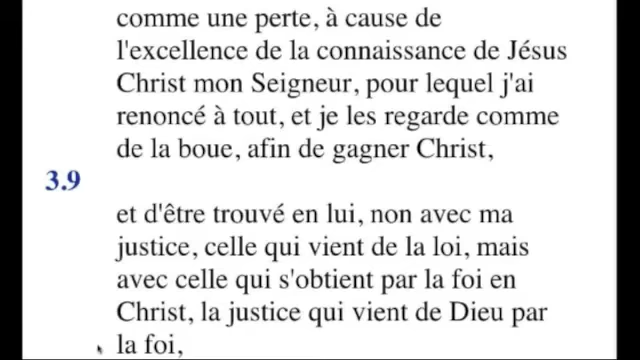 comme une perte, à cause de
l'excellence de la connaissance de Jésus
Christ mon Seigneur, pour lequel j'ai
renoncé à tout, et je les regarde comme
de la boue, afin de gagner Christ,
3.9
et d'être trouvé en lui, non avec ma
justice, celle qui vient de la loi, mais
avec celle qui s'obtient par la foi en
Christ, la justice qui vient de Dieu par
la foi,